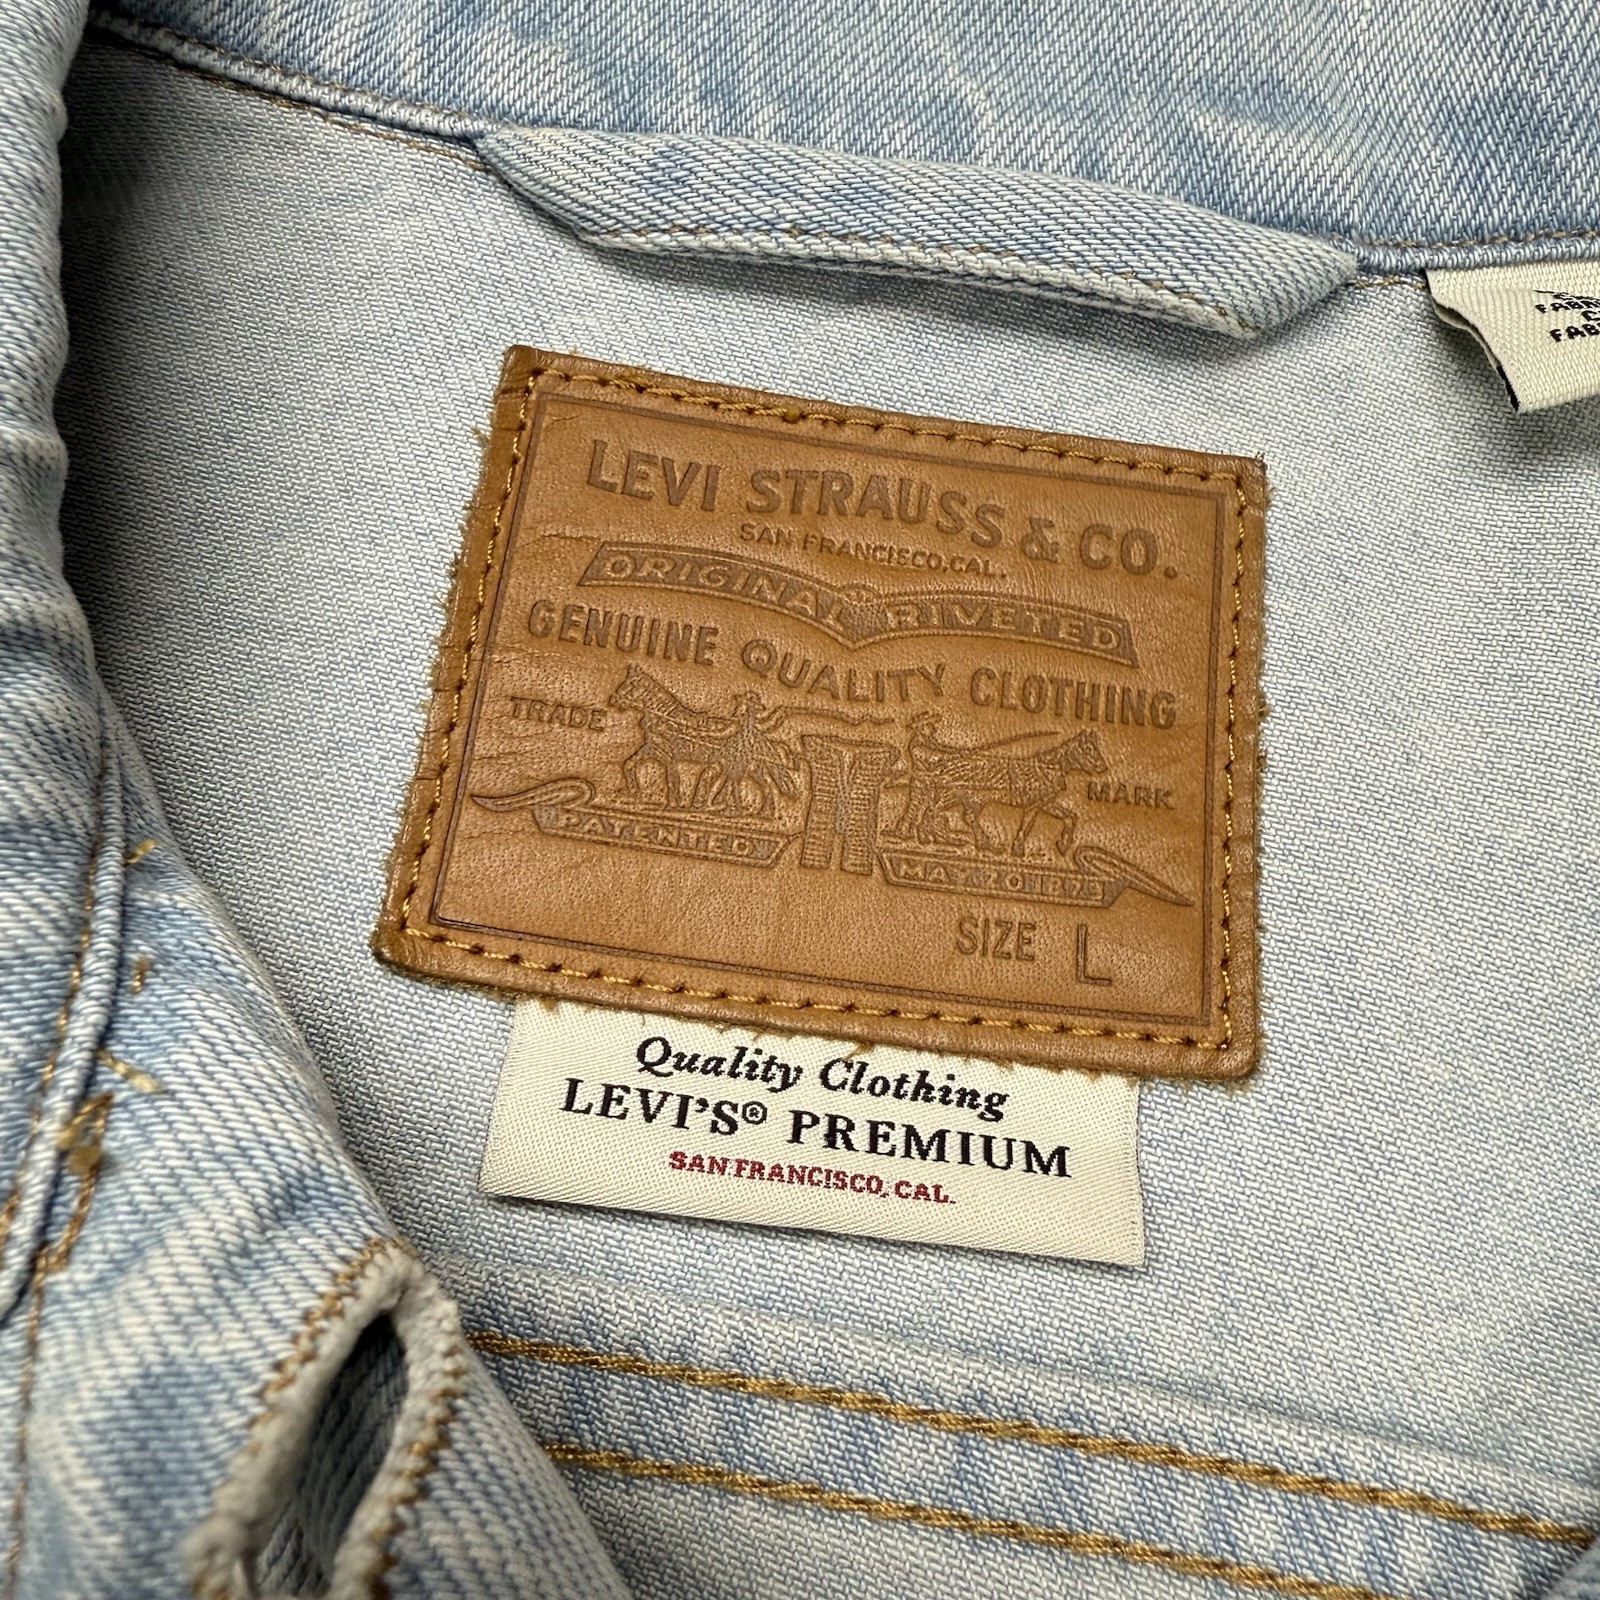 LEVI STRAUSS & CO.
SAN FRANCISCO, CAL.
ORIGINAL RIVETED
GENUINE QUALITY CLOTHING
TRADE MARK
PATENTED MAY 20 1873
SIZE L
Quality Clothing
LEVI'S® PREMIUM
SAN FRANCISCO, CAL.